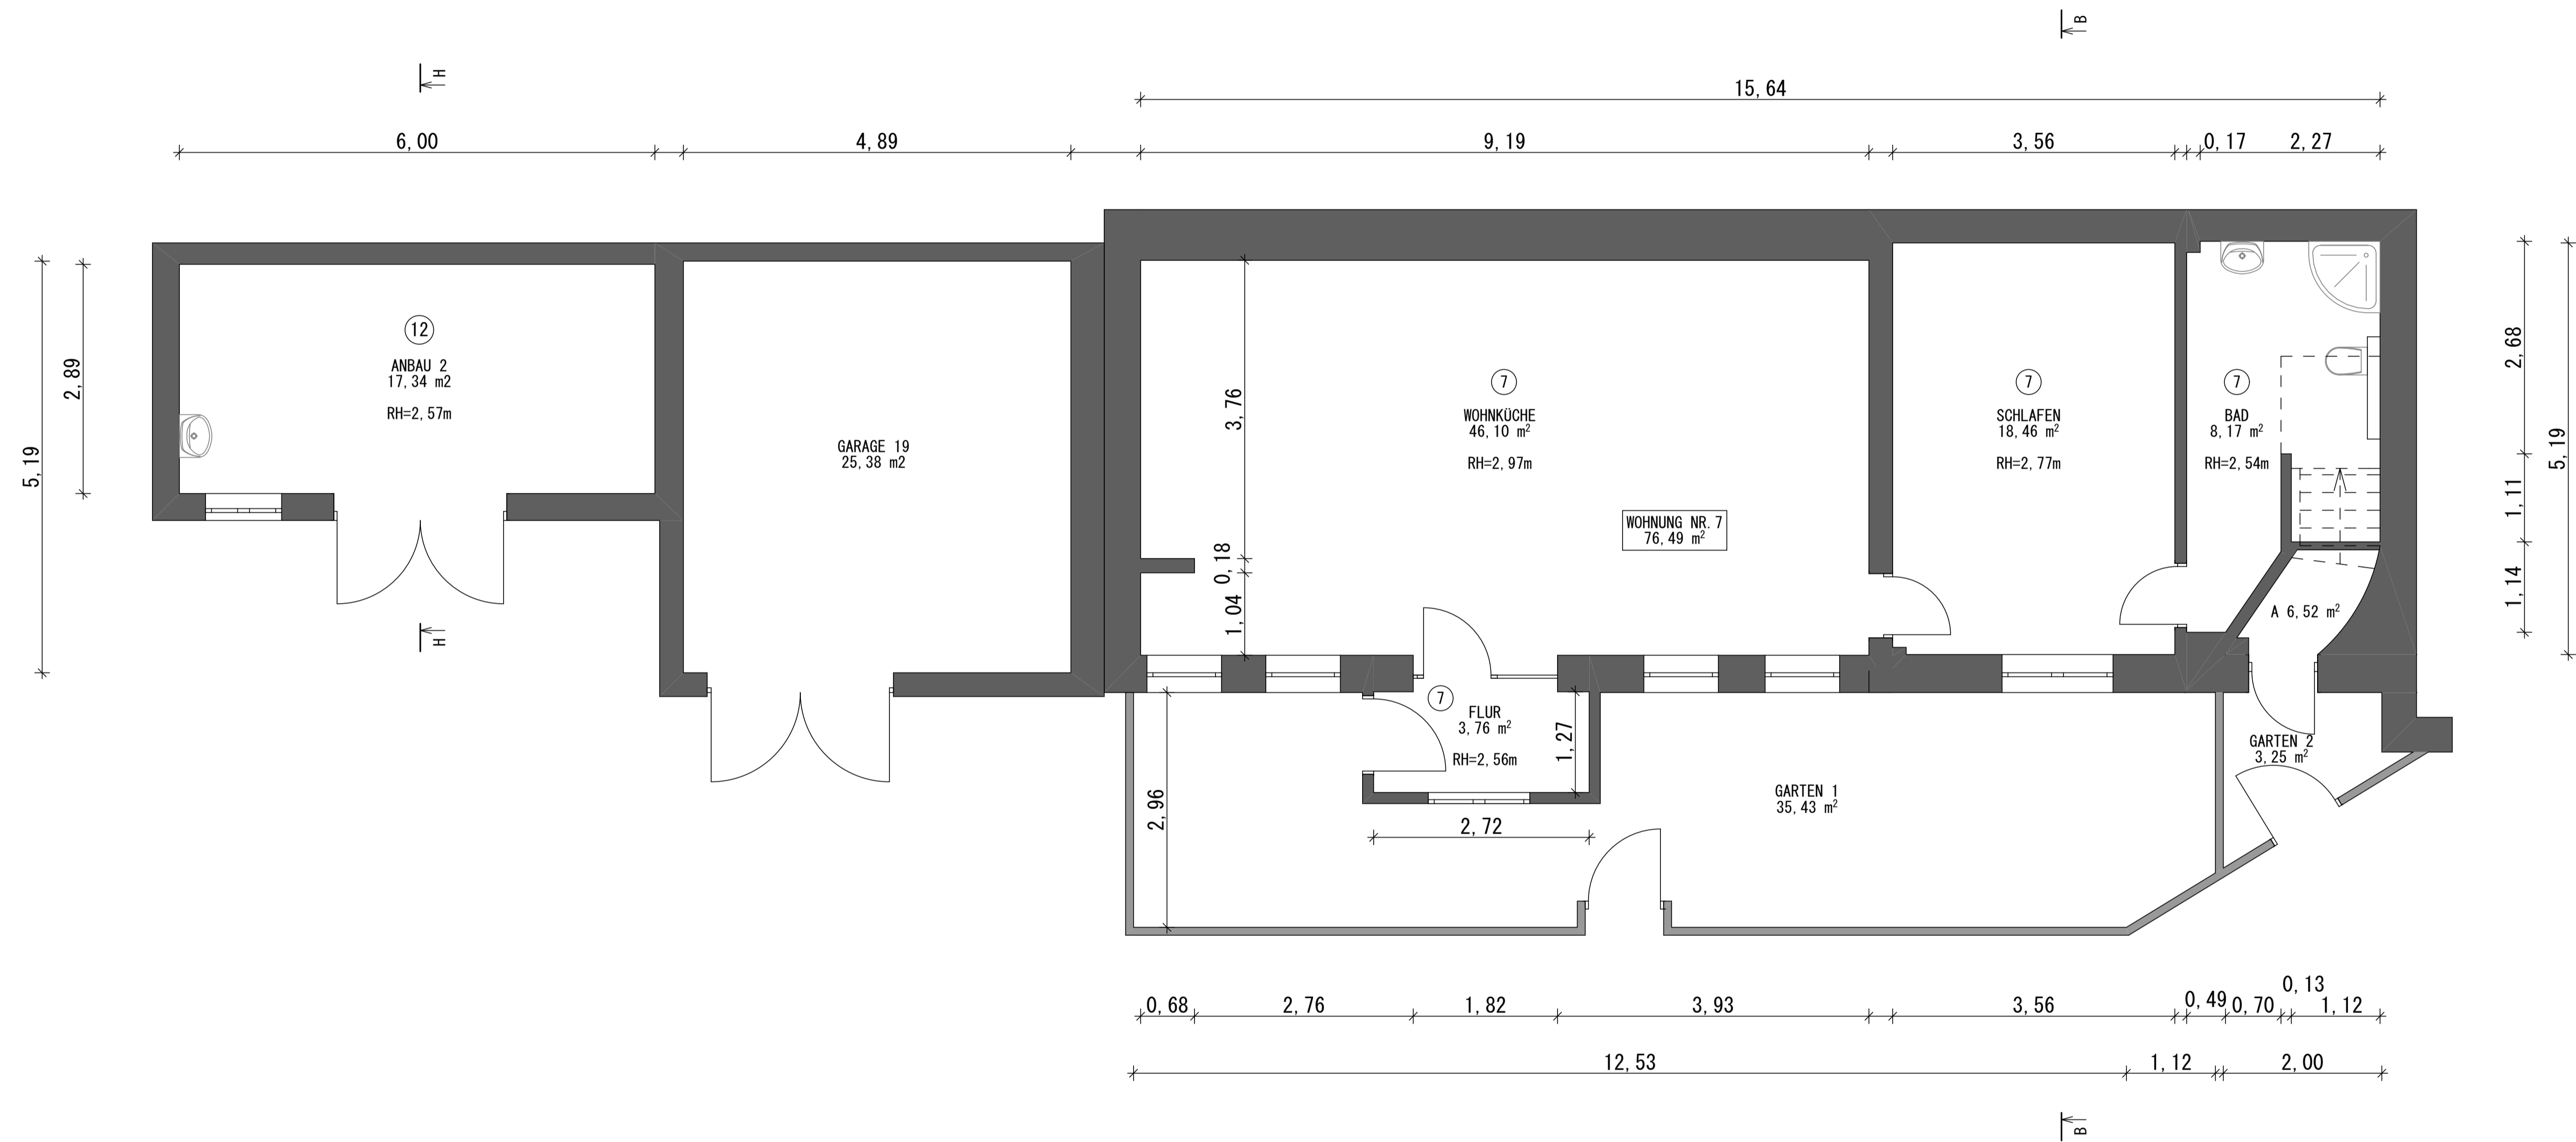 B
H
15,64
6,00
4,89
9,19
3,56
0,17
2,27
5,19
2,89
12
ANBAU 2
17,34 m2
RH=2,57m
GARAGE 19
25,38 m2
3,76
0,18
1,04
7
WOHNKÜCHE
46,10 m²
RH=2,97m
WOHNUNG NR.7
76,49 m²
7
SCHLAFEN
18,46 m²
RH=2,77m
7
BAD
8,17 m²
RH=2,54m
2,68
1,11
1,14
5,19
A 6,52 m²
H
7
FLUR
3,76 m²
RH=2,56m
1,27
2,72
2,96
GARTEN 1
35,43 m²
GARTEN 2
3,25 m²
0,68
2,76
1,82
3,93
3,56
0,49
0,70
0,13
1,12
12,53
1,12
2,00
B